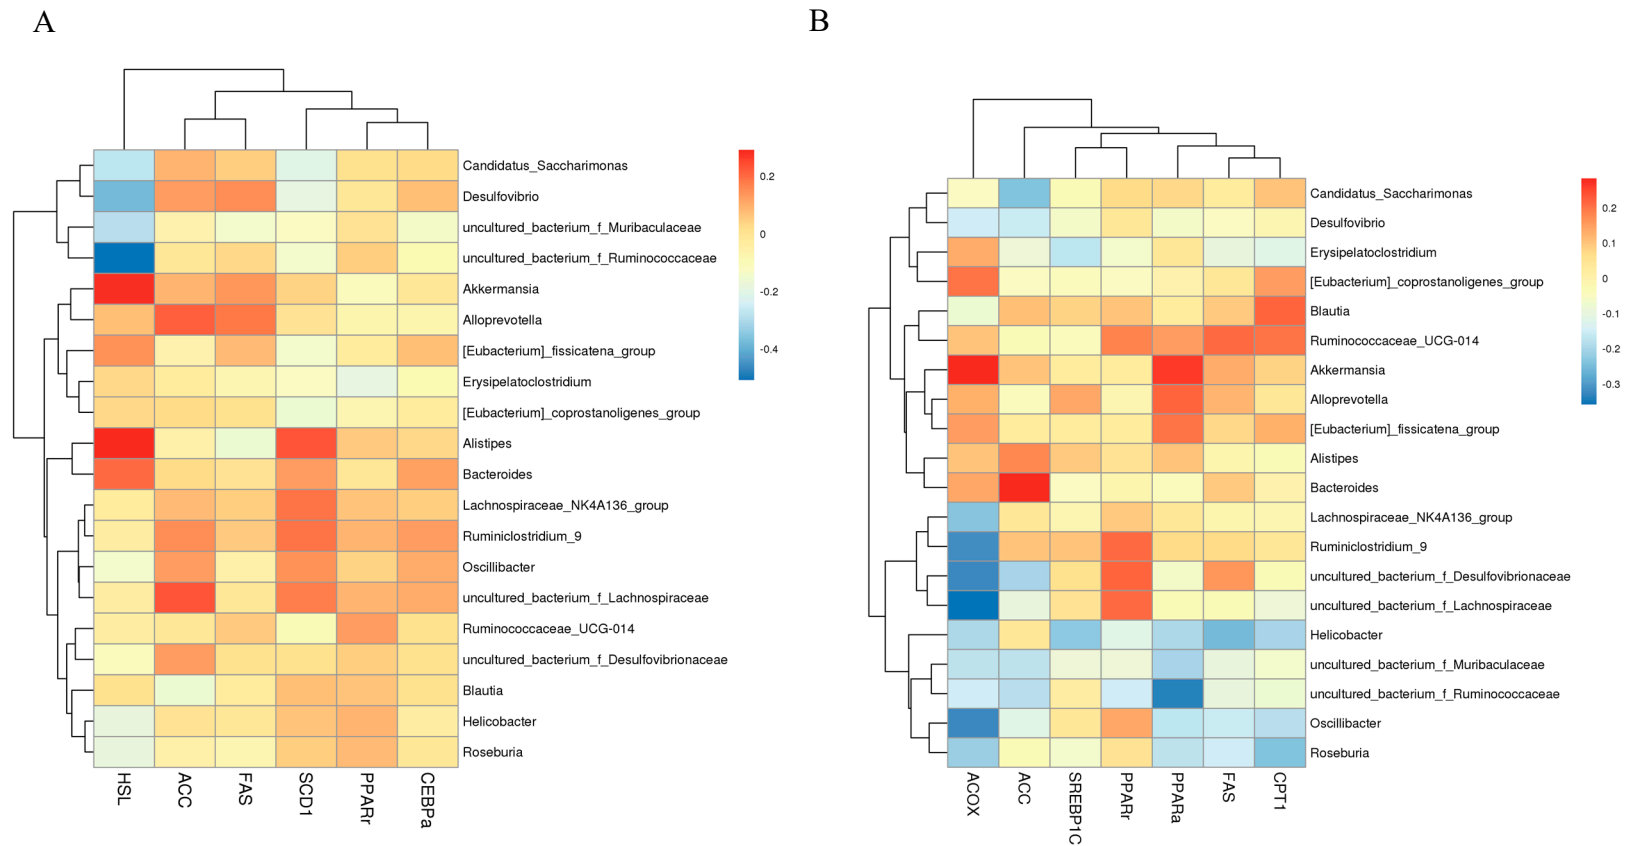 A
Candidatus_Saccharimonas
Desulfovibrio
uncultured_bacterium_f_Muribaculaceae
uncultured_bacterium_f_Ruminococcaceae
Akkermansia
Alloprevotella
[Eubacterium]_fissicatena_group
Erysipelatoclostridium
[Eubacterium]_coprostanoligenes_group
Alistipes
Bacteroides
Lachnospiraceae_NK4A136_group
Ruminiclostridium_9
Oscillibacter
uncultured_bacterium_f_Lachnospiraceae
Ruminococcaceae_UCG-014
uncultured_bacterium_f_Desulfovibrionaceae
Blautia
Helicobacter
Roseburia
HSL
ACC
FAS
SCD1
PPARr
CEBPa
0.2
0
-0.2
-0.4
B
Candidatus_Saccharimonas
Desulfovibrio
Erysipelatoclostridium
[Eubacterium]_coprostanoligenes_group
Blautia
Ruminococcaceae_UCG-014
Akkermansia
Alloprevotella
[Eubacterium]_fissicatena_group
Alistipes
Bacteroides
Lachnospiraceae_NK4A136_group
Ruminiclostridium_9
uncultured_bacterium_f_Desulfovibrionaceae
uncultured_bacterium_f_Lachnospiraceae
Helicobacter
uncultured_bacterium_f_Muribaculaceae
uncultured_bacterium_f_Ruminococcaceae
Oscillibacter
Roseburia
ACOX
ACC
SREBP1C
PPARr
PPARa
FAS
CPT1
0.2
0.1
0
-0.1
-0.2
-0.3